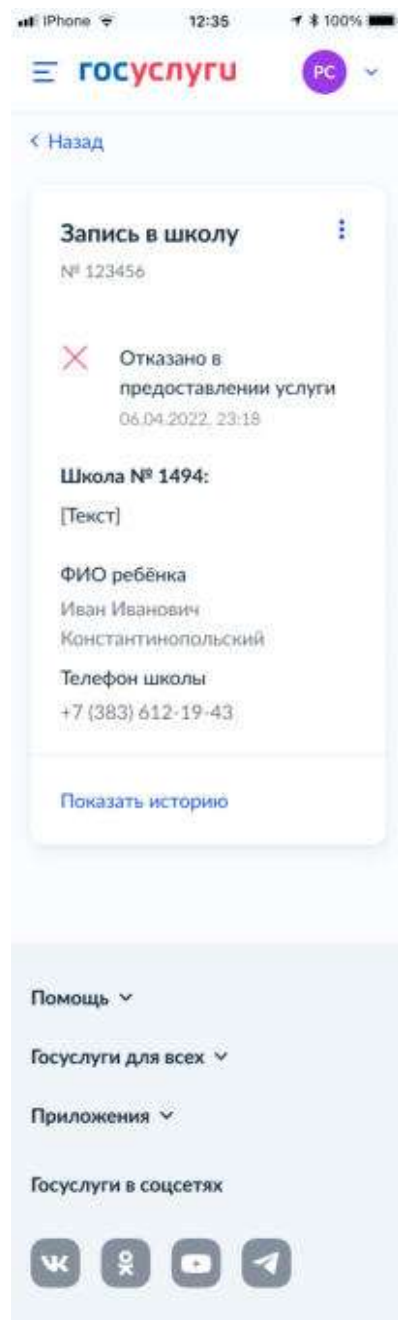 iPhone 12:35 100%
госуслуги РС
Назад
Запись в школу
№ 123456
Отказано в
предоставлении услуги
06.04.2022, 23:18
Школа № 1494:
[Текст]
ФИО ребёнка
Иван Иванович
Константинопольский
Телефон школы
+7 (383) 612-19-43
Показать историю
Помощь
Госуслуги для всех
Приложения
Госуслуги в соцсетях